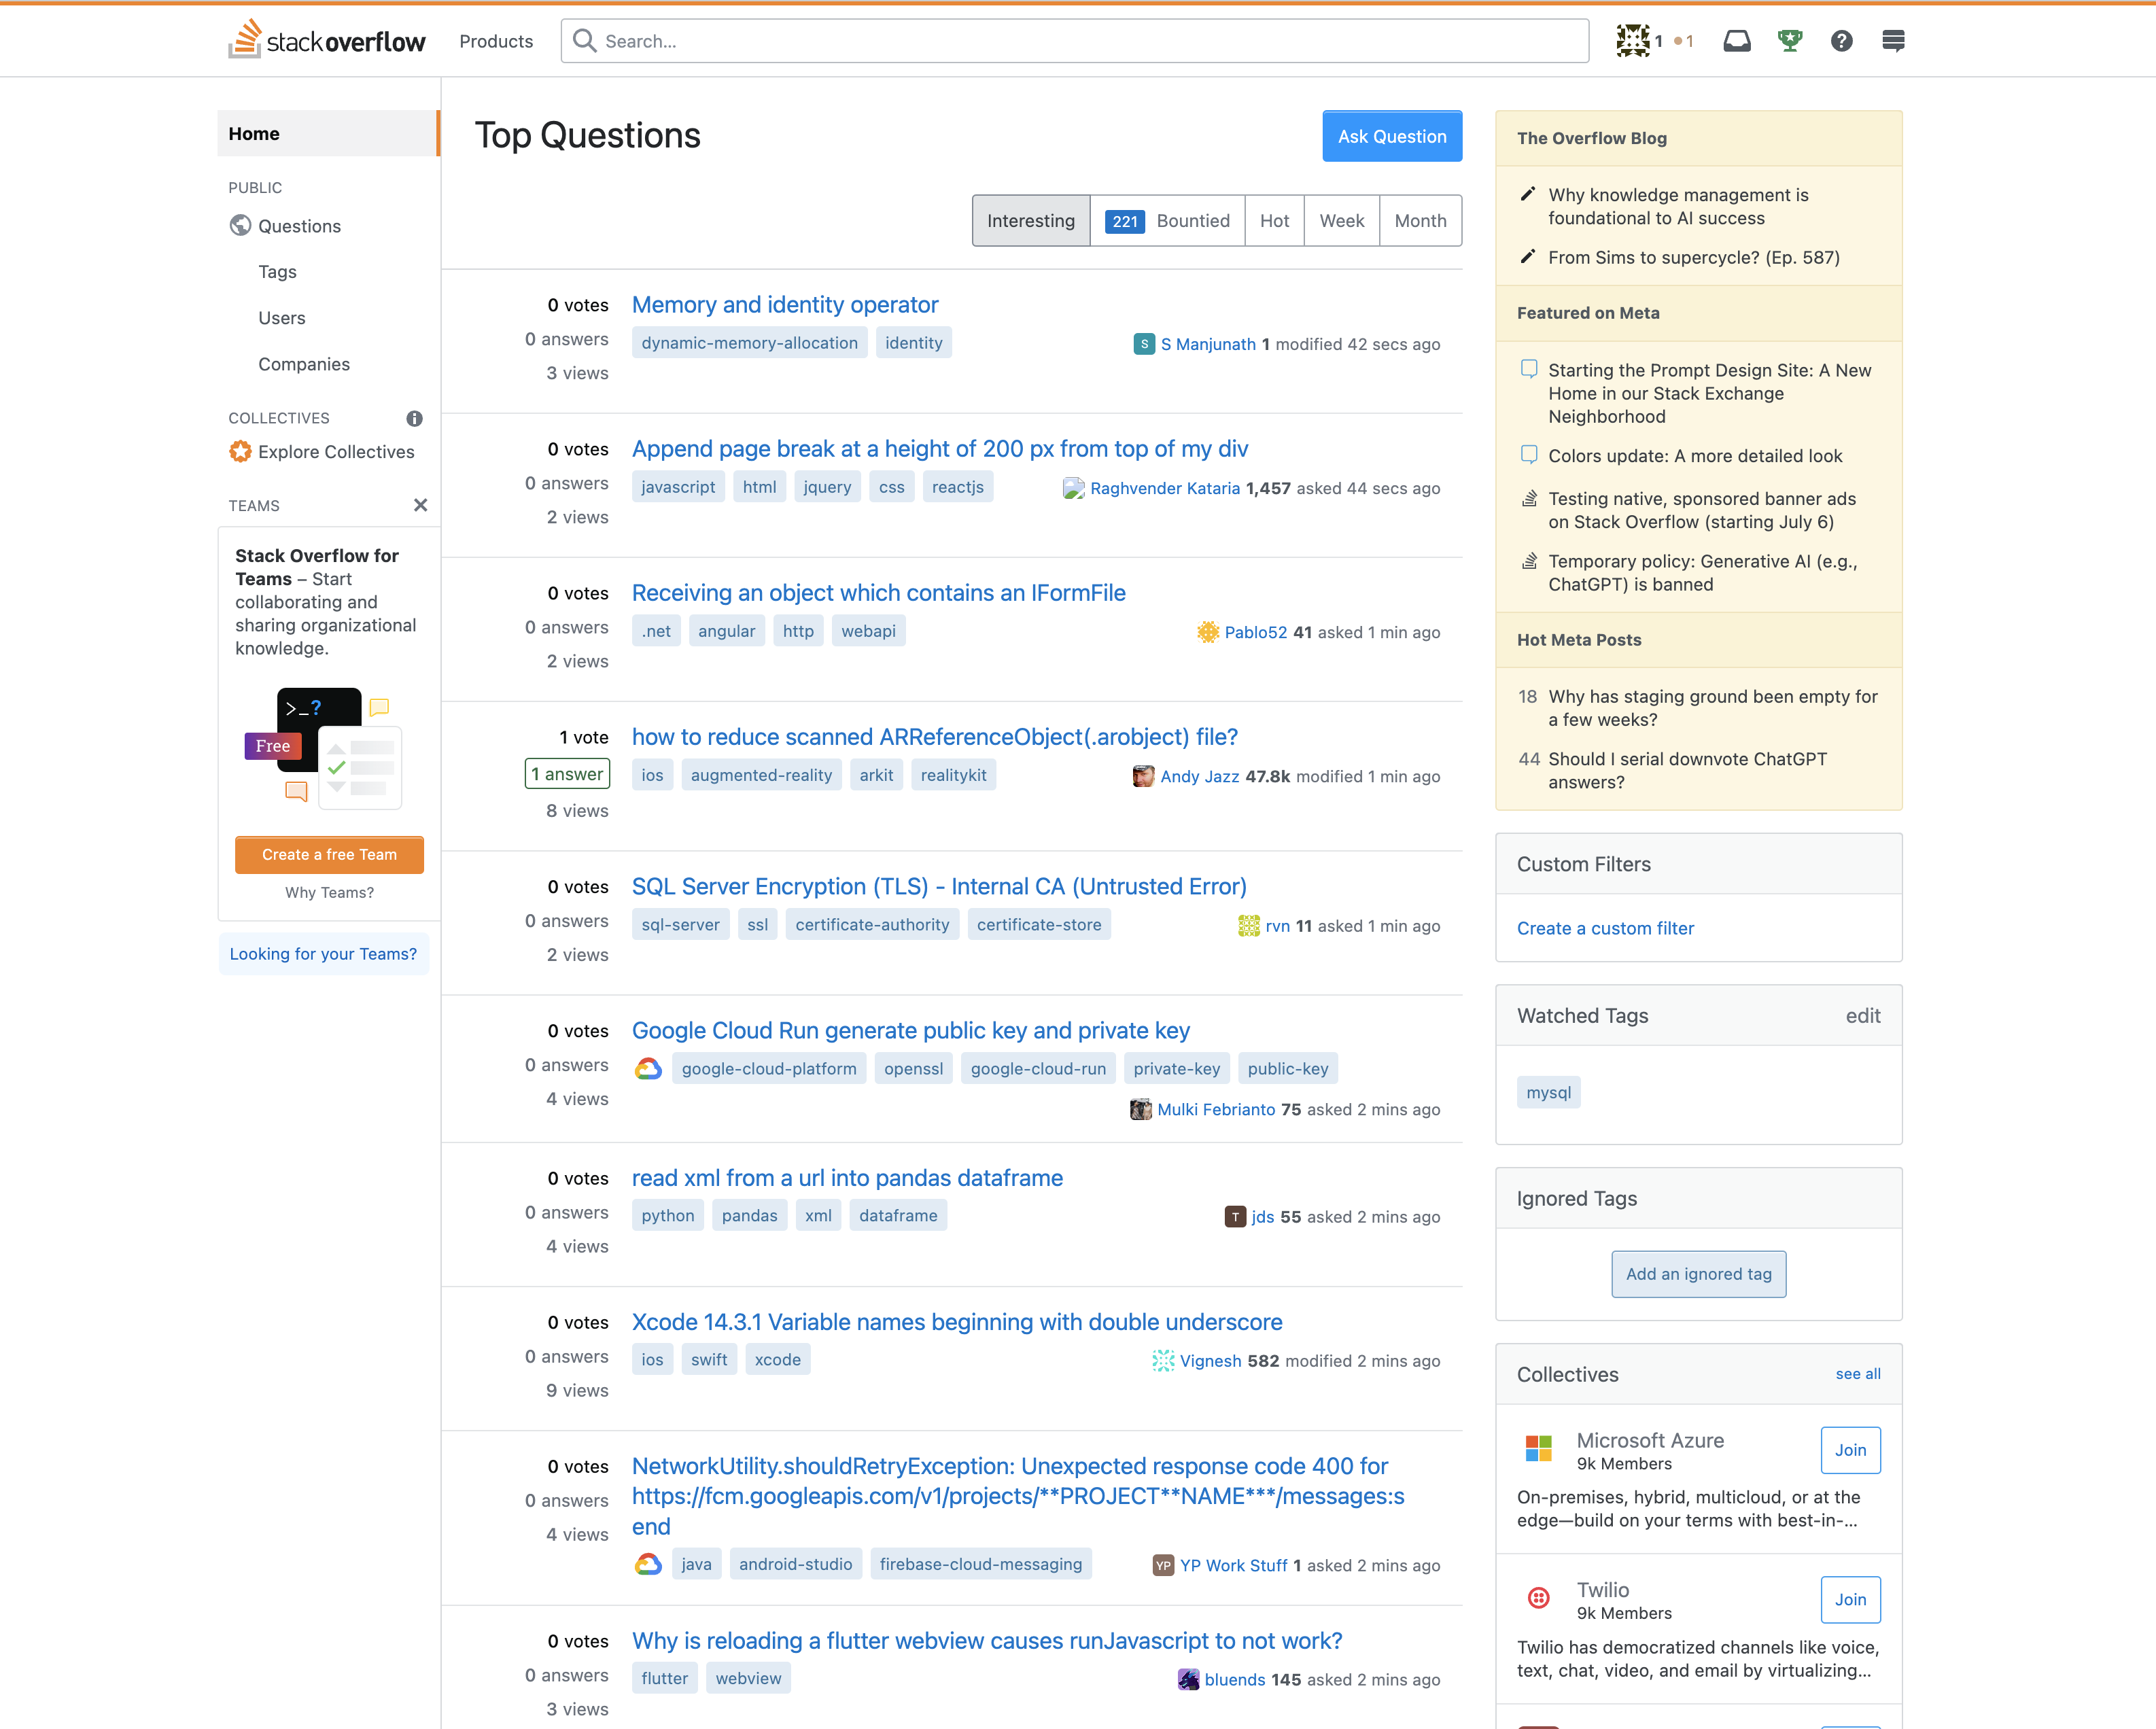 stackoverflow
Products
Search...
1 1
Home
PUBLIC
Questions
Tags
Users
Companies
COLLECTIVES
Explore Collectives
TEAMS
Stack Overflow for
Teams – Start
collaborating and
sharing organizational
knowledge.
>_?
Free
Create a free Team
Why Teams?
Looking for your Teams?
Top Questions
Ask Question
Interesting
221 Bountied
Hot
Week
Month
0 votes
0 answers
3 views
Memory and identity operator
dynamic-memory-allocation identity
S S Manjunath 1 modified 42 secs ago
0 votes
0 answers
2 views
Append page break at a height of 200 px from top of my div
javascript html jquery css reactjs
Raghvender Kataria 1,457 asked 44 secs ago
0 votes
0 answers
2 views
Receiving an object which contains an IFormFile
.net angular http webapi
Pablo52 41 asked 1 min ago
1 vote
1 answer
8 views
how to reduce scanned ARReferenceObject(.arobject) file?
ios augmented-reality arkit realitykit
Andy Jazz 47.8k modified 1 min ago
0 votes
0 answers
2 views
SQL Server Encryption (TLS) - Internal CA (Untrusted Error)
sql-server ssl certificate-authority certificate-store
rvn 11 asked 1 min ago
0 votes
0 answers
4 views
Google Cloud Run generate public key and private key
google-cloud-platform openssl google-cloud-run private-key public-key
Mulki Febrianto 75 asked 2 mins ago
0 votes
0 answers
4 views
read xml from a url into pandas dataframe
python pandas xml dataframe
T jds 55 asked 2 mins ago
0 votes
0 answers
9 views
Xcode 14.3.1 Variable names beginning with double underscore
ios swift xcode
Vignesh 582 modified 2 mins ago
0 votes
0 answers
4 views
NetworkUtility.shouldRetryException: Unexpected response code 400 for
https://fcm.googleapis.com/v1/projects/**PROJECT**NAME***/messages:s
end
java android-studio firebase-cloud-messaging
YP YP Work Stuff 1 asked 2 mins ago
0 votes
0 answers
3 views
Why is reloading a flutter webview causes runJavascript to not work?
flutter webview
bluends 145 asked 2 mins ago
The Overflow Blog
Why knowledge management is
foundational to AI success
From Sims to supercycle? (Ep. 587)
Featured on Meta
Starting the Prompt Design Site: A New
Home in our Stack Exchange
Neighborhood
Colors update: A more detailed look
Testing native, sponsored banner ads
on Stack Overflow (starting July 6)
Temporary policy: Generative AI (e.g.,
ChatGPT) is banned
Hot Meta Posts
18 Why has staging ground been empty for
a few weeks?
44 Should I serial downvote ChatGPT
answers?
Custom Filters
Create a custom filter
Watched Tags edit
mysql
Ignored Tags
Add an ignored tag
Collectives see all
Microsoft Azure
9k Members
Join
On-premises, hybrid, multicloud, or at the
edge—build on your terms with best-in-...
Twilio
9k Members
Join
Twilio has democratized channels like voice,
text, chat, video, and email by virtualizing...